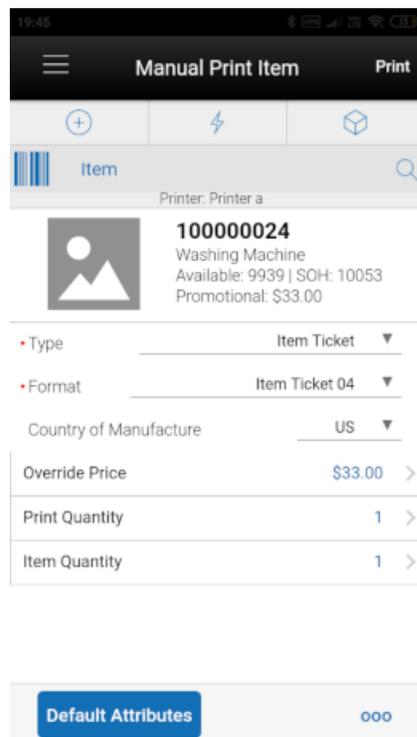 19:45
Manual Print Item Print
Item
Printer: Printer a
100000024
Washing Machine
Available: 9939 | SOH: 10053
Promotional: $33.00
• Type Item Ticket ▼
• Format Item Ticket 04 ▼
Country of Manufacture US ▼
Override Price $33.00 >
Print Quantity 1 >
Item Quantity 1 >
Default Attributes ooo